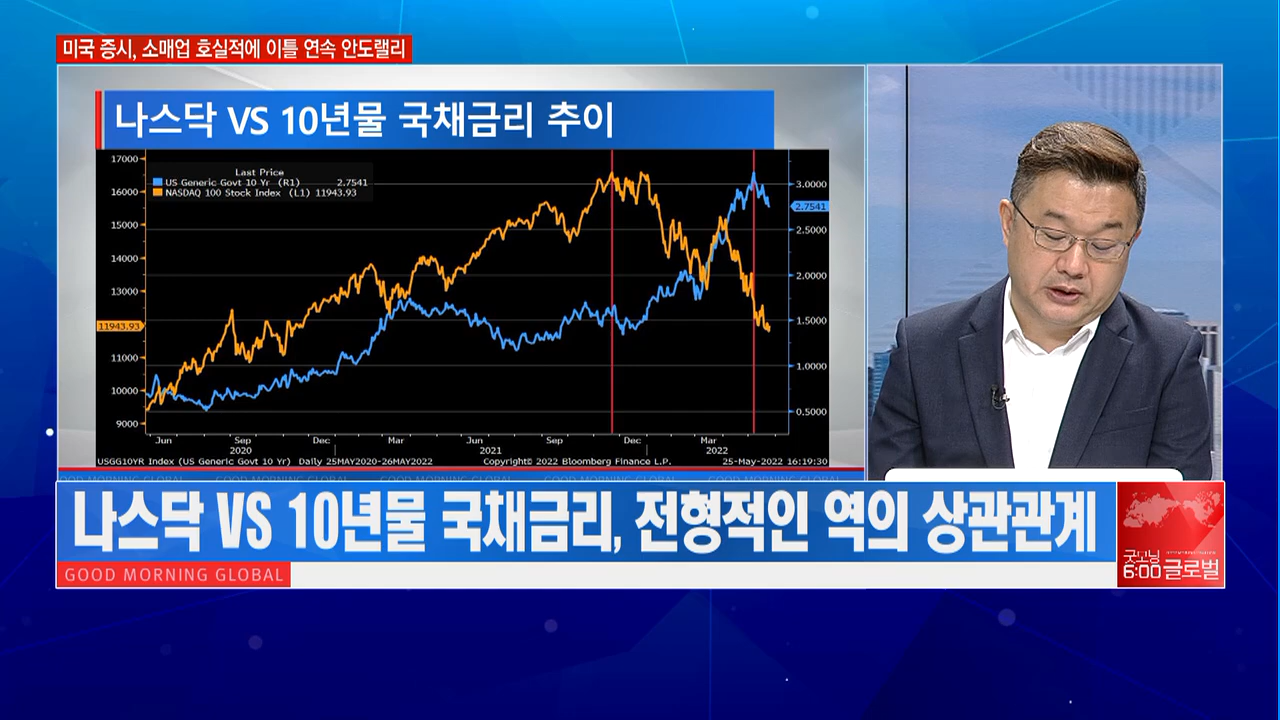 미국 증시, 소매업 호실적에 이틀 연속 안도랠리
나스닥 VS 10년물 국채금리 추이
Last Price
US Generic Govt 10 Yr (R1) 2.7541
NASDAQ 100 Stock Index (L1) 11943.93
17000
16000
15000
14000
13000
11943.93
11000
10000
9000
3.0000
2.7541
2.5000
2.0000
1.5000
1.0000
0.5000
Jun Sep Dec Mar Jun Sep Dec Mar
2020 2021 2022
USGG10YR Index (US Generic Govt 10 Yr) Daily 25MAY2020-26MAY2022 Copyright© 2022 Bloomberg Finance L.P. 25-May-2022 16:19:30
나스닥 VS 10년물 국채금리, 전형적인 역의 상관관계
GOOD MORNING GLOBAL
굿모닝
6:00 글로벌